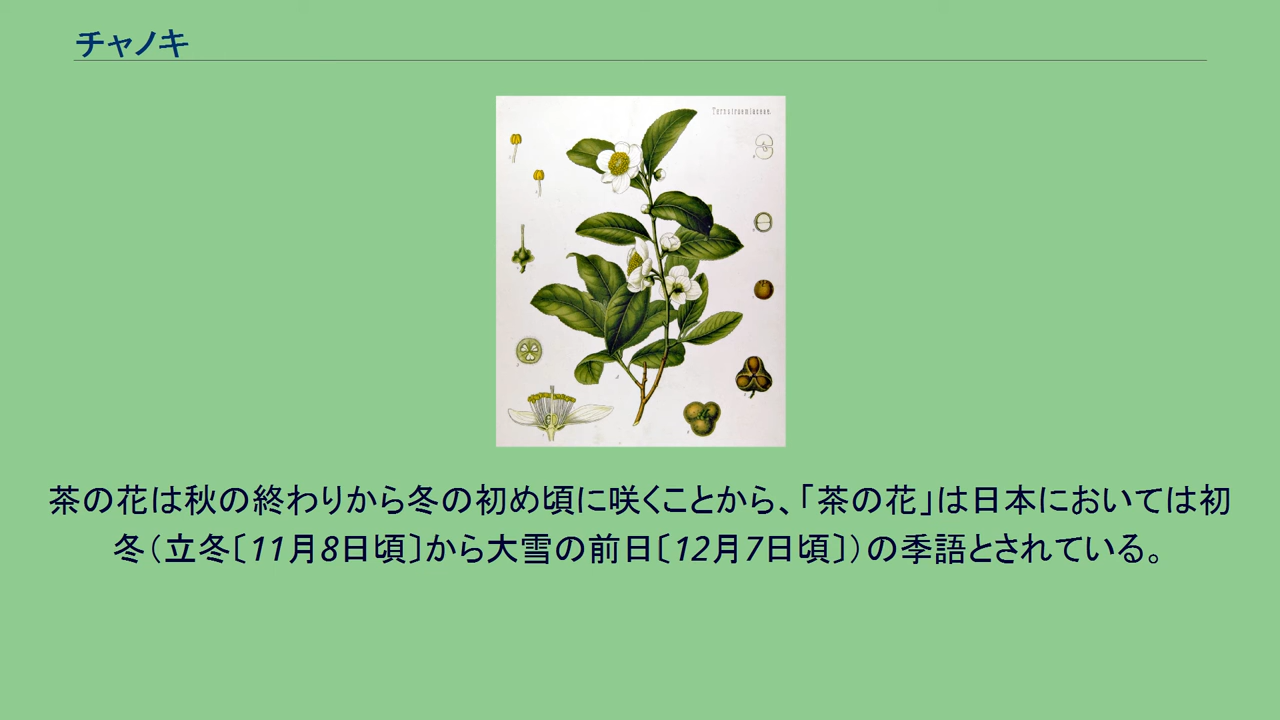 チャノキ
Ternstroemiaceae.
茶の花は秋の終わりから冬の初め頃に咲くことから、「茶の花」は日本においては初
冬（立冬〔11月8日頃〕から大雪の前日〔12月7日頃〕）の季語とされている。